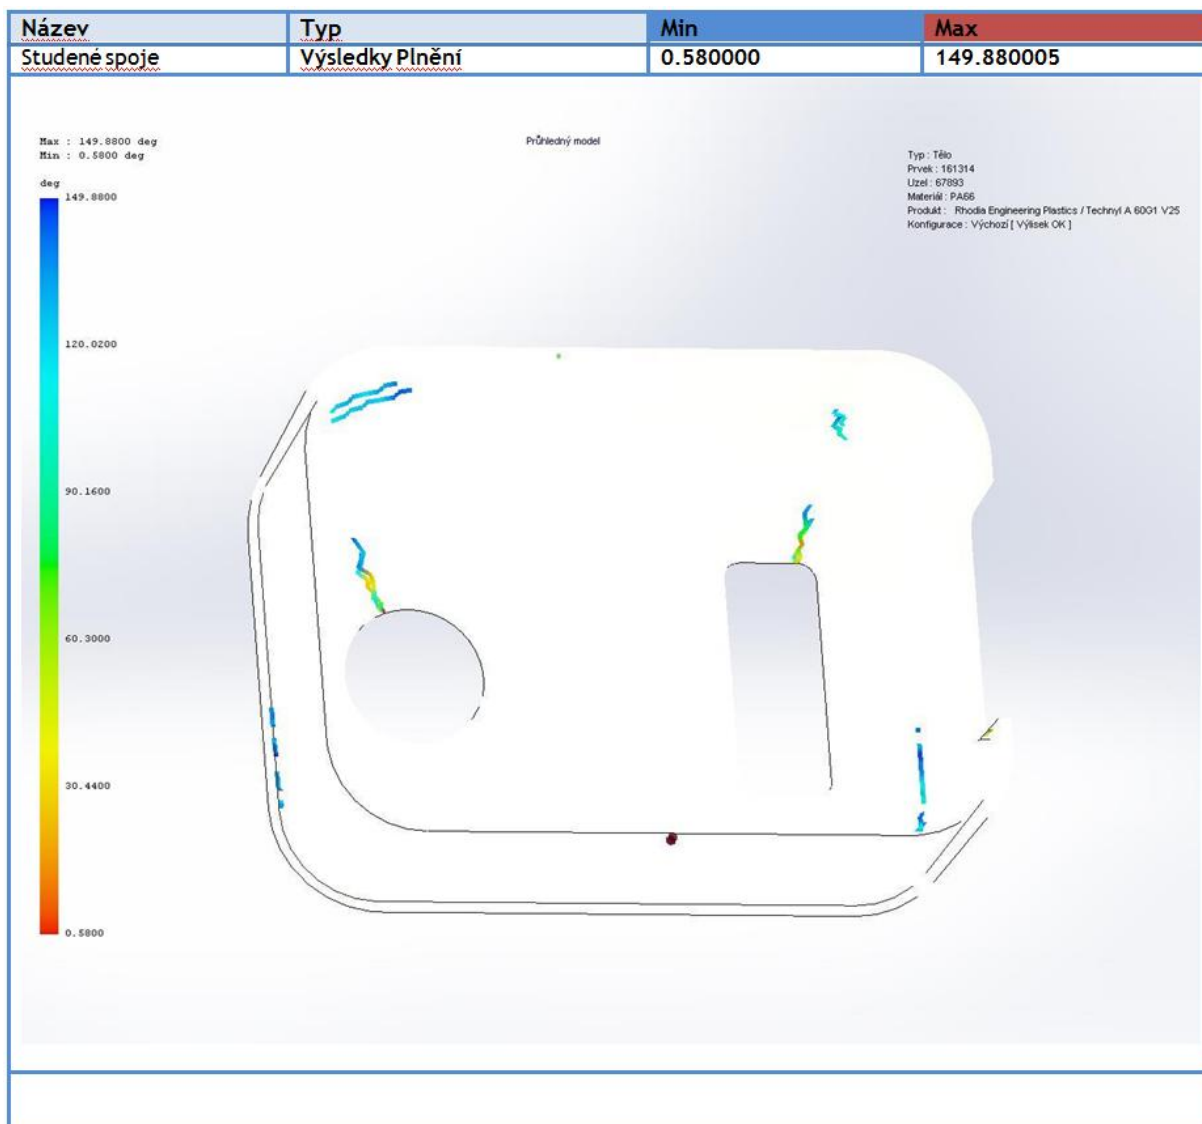 Název Typ Min Max
Studené spoje Výsledky Plnění 0.580000 149.880005
Max : 149.8800 deg
Min : 0.5800 deg
Průhledný model
Typ : Tělo
Prvek : 161314
Uzel : 67893
Materiál : PA66
Produkt : Rhodia Engineering Plastics / Technyl A 60G1 V25
Konfigurace : Výchozí [ Výlisek OK ]
deg
149.8800
120.0200
90.1600
60.3000
30.4400
0.5800